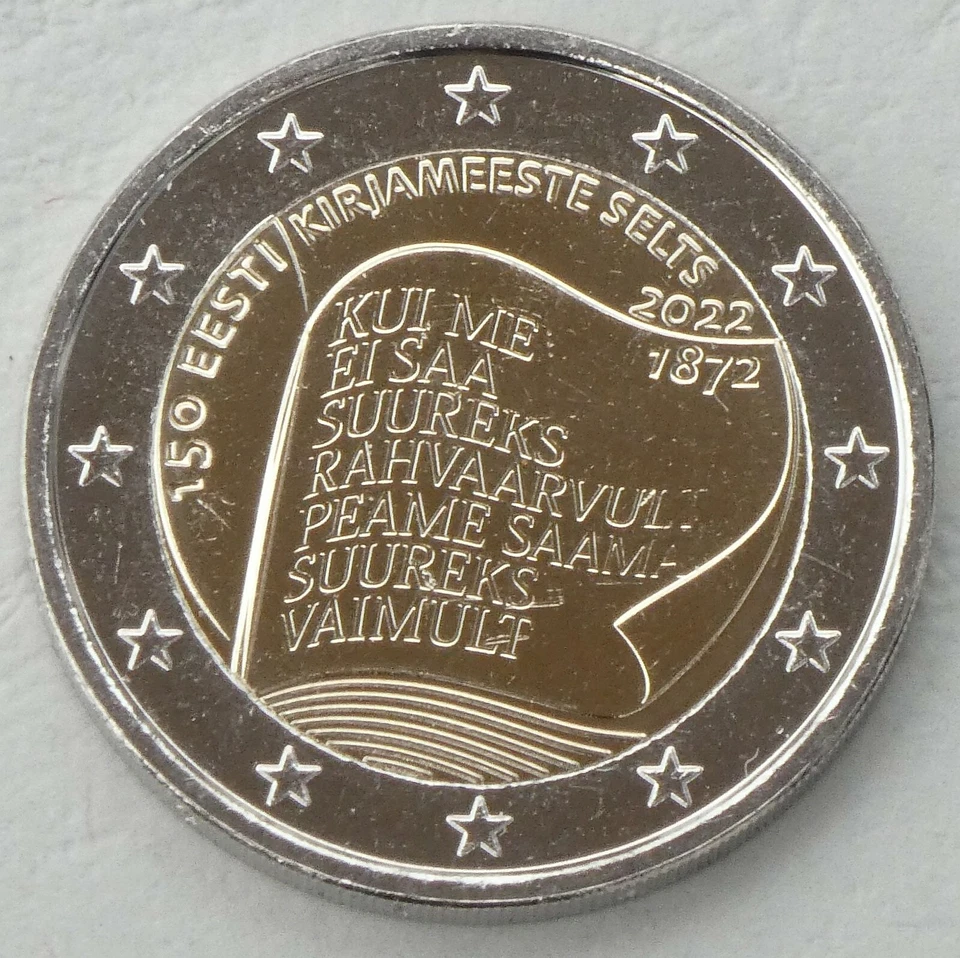 150 EESTI KIRJAMEESTE SELTS
2022
1872
KUI ME
EI SAA
SUUREKS
RAHVAARVULT
PEAME SAAMA
SUUREKS
VAIMULT